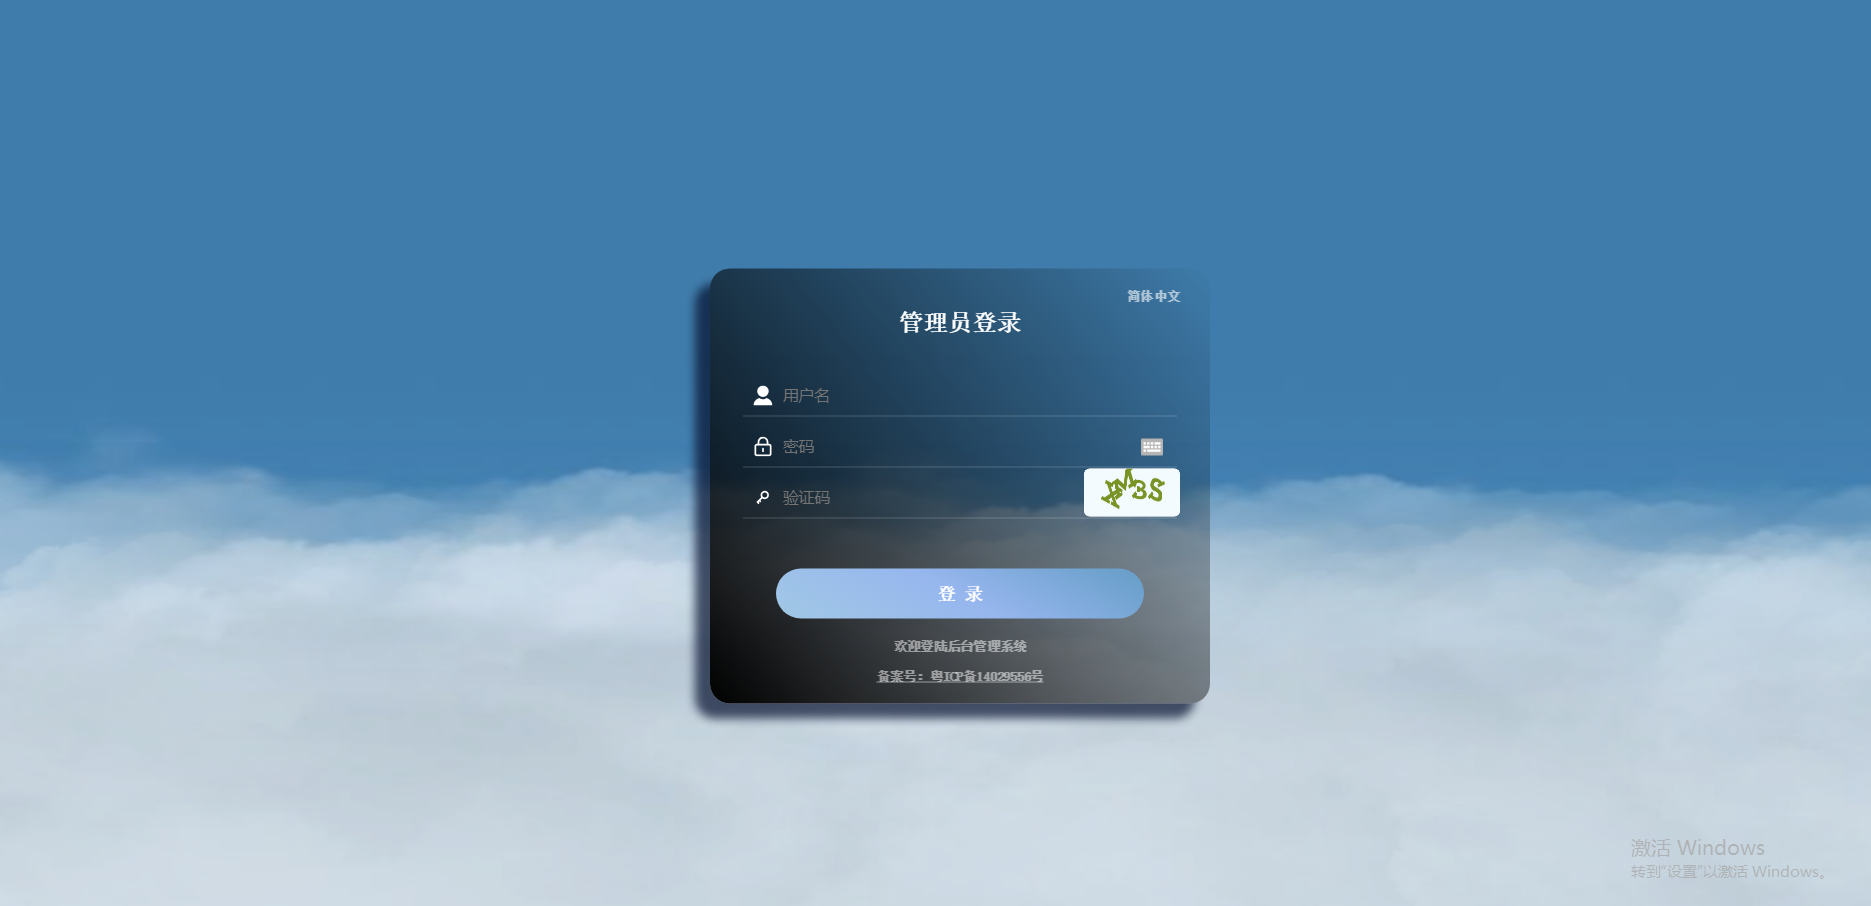 简体中文
管理员登录
用户名
密码
验证码
登 录
欢迎登陆后台管理系统
备案号：粤ICP备14029556号
激活 Windows
转到“设置”以激活 Windows。